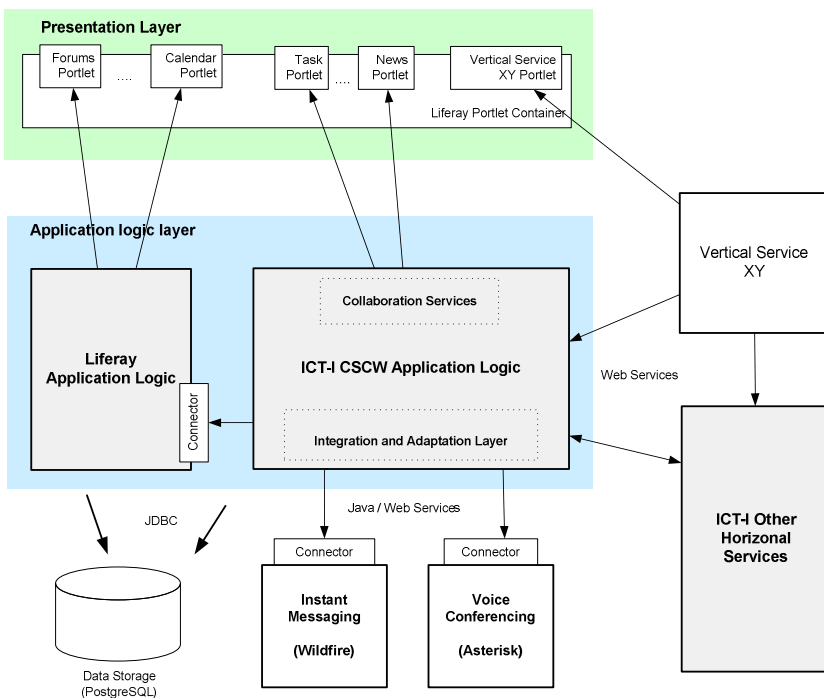 Presentation Layer
Forums
Portlet
....
Calendar
Portlet
Task
Portlet
....
News
Portlet
Vertical Service
XY Portlet
Liferay Portlet Container
Application logic layer
Vertical Service
XY
Collaboration Services
Liferay
Application Logic
ICT-I CSCW Application Logic
Web Services
Connector
Integration and Adaptation Layer
JDBC
Java / Web Services
ICT-I Other
Horizonal
Services
Connector
Connector
Instant
Messaging
(Wildfire)
Voice
Conferencing
(Asterisk)
Data Storage
(PostgreSQL)